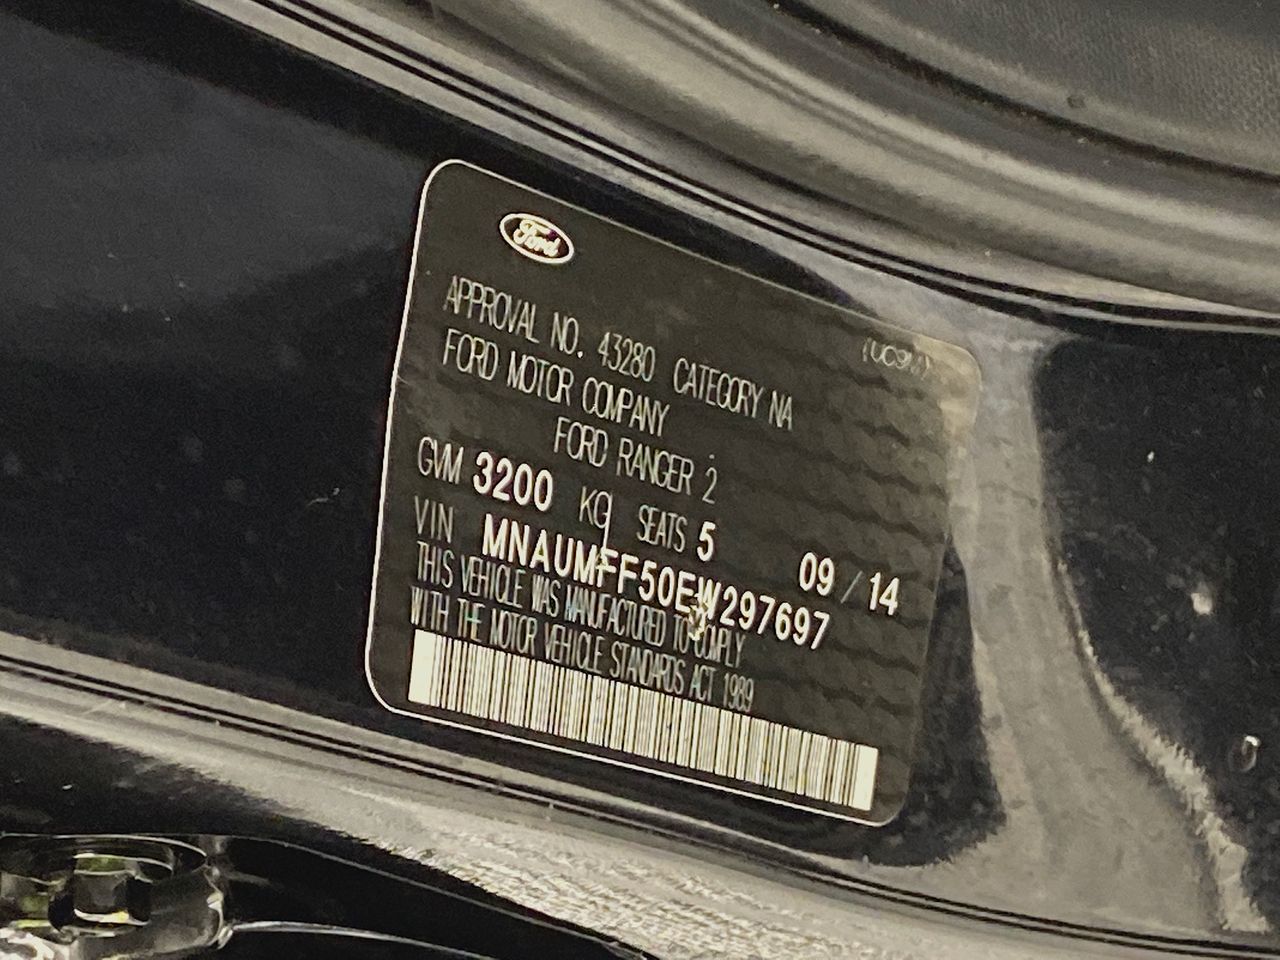 Ford
APPROVAL NO. 43280 CATEGORY NA
FORD MOTOR COMPANY
FORD RANGER 2
GVM 3200 KG SEATS 5 09 / 14
VIN MNAUMFF50EW297697
THIS VEHICLE WAS MANUFACTURED TO COMPLY
WITH THE MOTOR VEHICLE STANDARDS ACT 1989